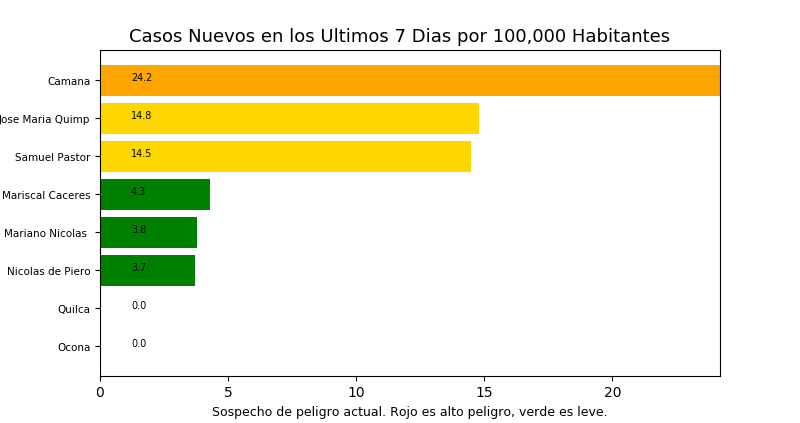 Casos Nuevos en los Ultimos 7 Dias por 100,000 Habitantes
Camana 24.2
Jose Maria Quimp 14.8
Samuel Pastor 14.5
Mariscal Caceres 4.3
Mariano Nicolas 3.8
Nicolas de Piero 3.7
Quilca 0.0
Ocona 0.0
0 5 10 15 20
Sospecho de peligro actual. Rojo es alto peligro, verde es leve.